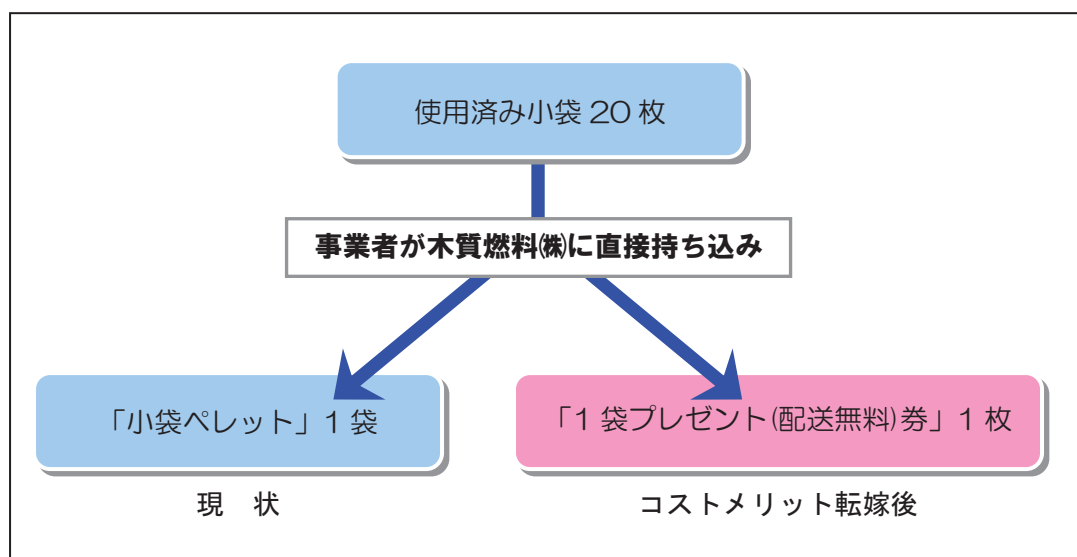 使用済み小袋 20 枚
事業者が木質燃料㈱に直接持ち込み
「小袋ペレット」1 袋
「1 袋プレゼント(配送無料)券」1 枚
現　状
コストメリット転嫁後